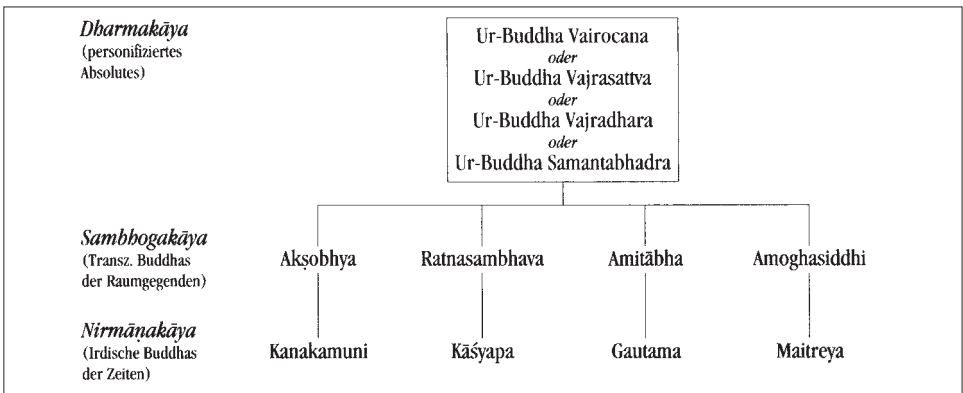 Dharmakāya
(personifiziertes
Absolutes)
Ur-Buddha Vairocana
oder
Ur-Buddha Vajrasattva
oder
Ur-Buddha Vajradhara
oder
Ur-Buddha Samantabhadra
Sambhogakāya
(Transz. Buddhas
der Raumgegenden)
Akṣobhya
Ratnasambhava
Amitābha
Amoghasiddhi
Nirmāṇakāya
(Irdische Buddhas
der Zeiten)
Kanakamuni
Kāśyapa
Gautama
Maitreya